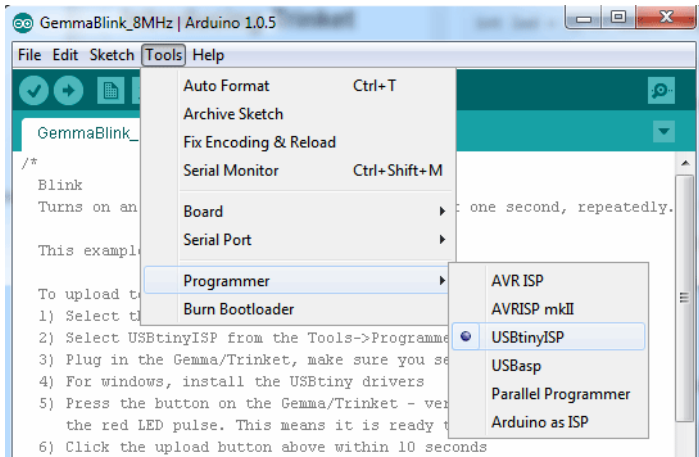 GemmaBlink_8MHz | Arduino 1.0.5
File Edit Sketch Tools Help
Auto Format Ctrl+T
Archive Sketch
Fix Encoding & Reload
Serial Monitor Ctrl+Shift+M
Board
Serial Port
Programmer
Burn Bootloader
AVR ISP
AVRISP mkII
USBtinyISP
USBasp
Parallel Programmer
Arduino as ISP
GemmaBlink_
/*
Blink
Turns on an one second, repeatedly.
This exampl
To upload t
1) Select th
2) Select USBtinyISP from the Tools->Programme
3) Plug in the Gemma/Trinket, make sure you se
4) For windows, install the USBtiny drivers
5) Press the button on the Gemma/Trinket - ver
the red LED pulse. This means it is ready t
6) Click the upload button above within 10 seconds